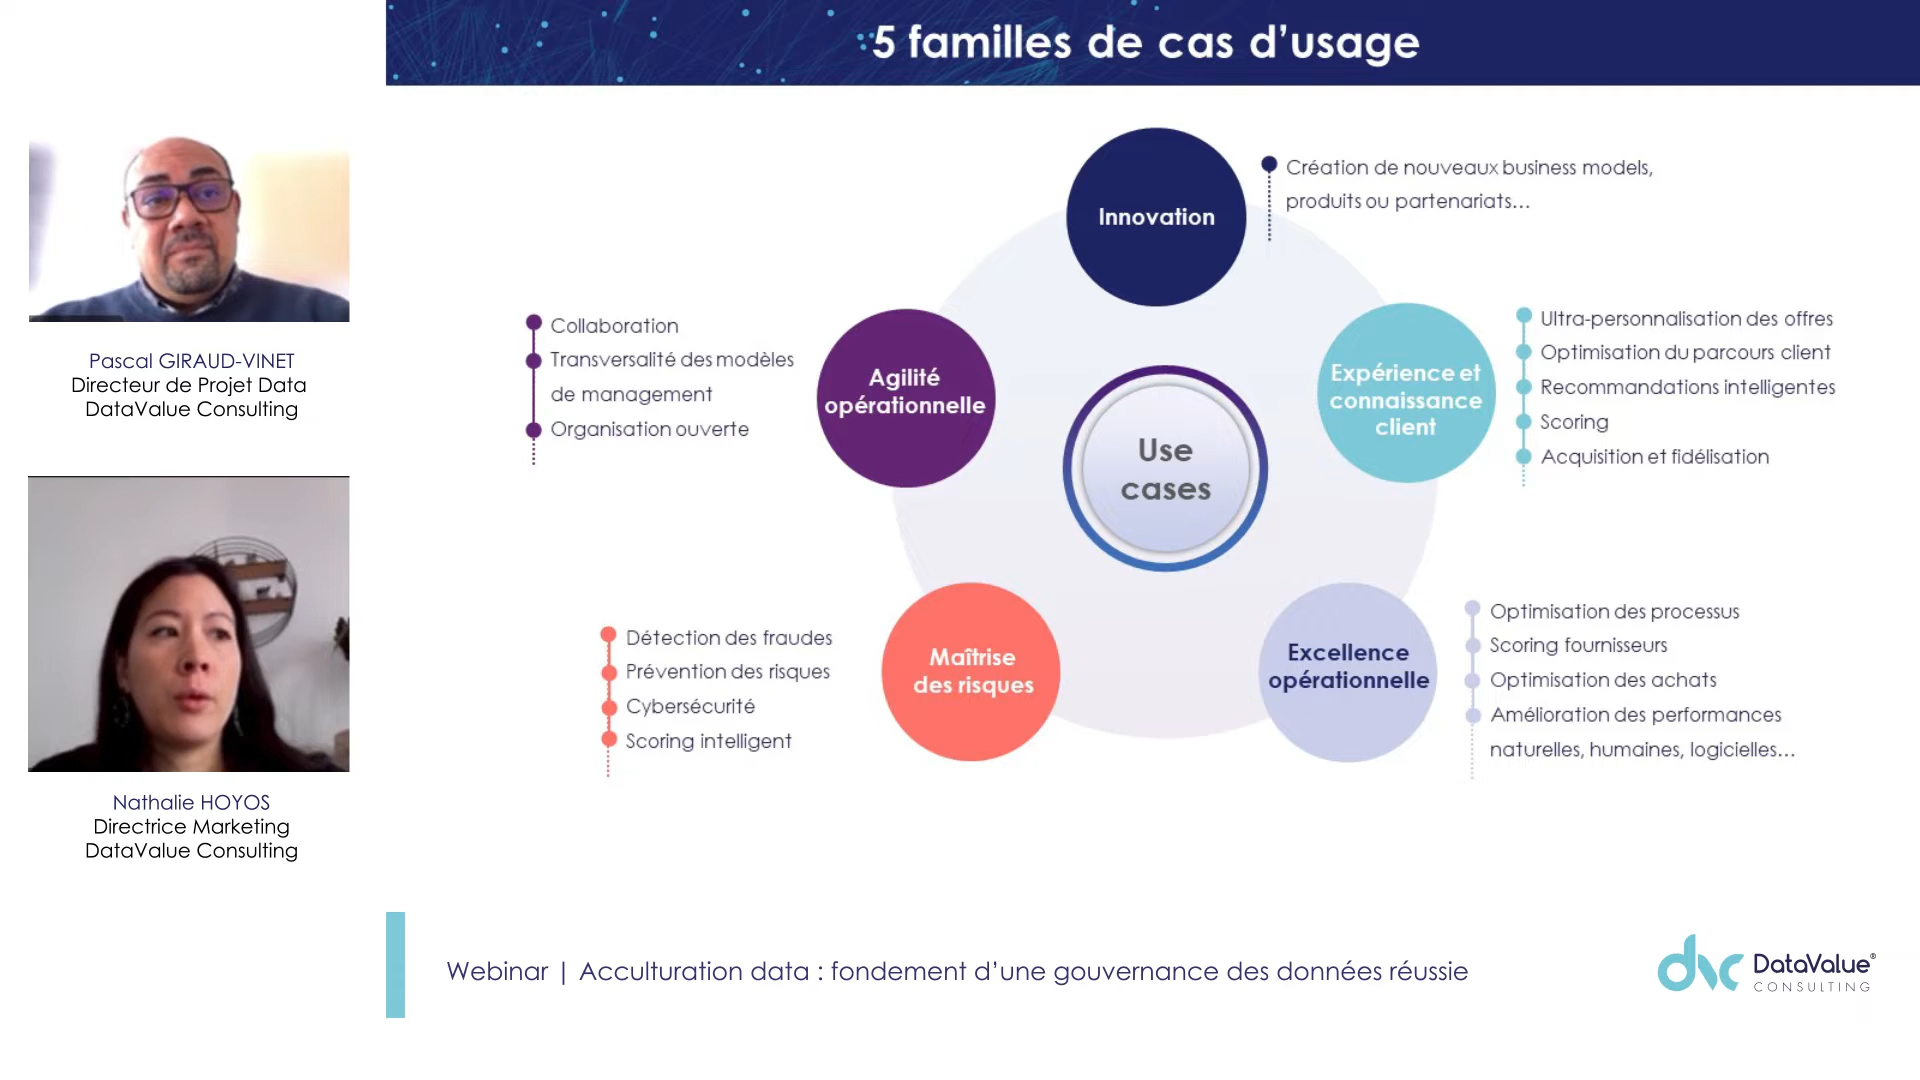 5 familles de cas d’usage
Pascal GIRAUD-VINET
Directeur de Projet Data
DataValue Consulting
Nathalie HOYOS
Directrice Marketing
DataValue Consulting
Innovation
Création de nouveaux business models,
produits ou partenariats...
Collaboration
Transversalité des modèles
de management
Organisation ouverte
Agilité
opérationnelle
Use
cases
Expérience et
connaissance
client
Ultra-personnalisation des offres
Optimisation du parcours client
Recommandations intelligentes
Scoring
Acquisition et fidélisation
Détection des fraudes
Prévention des risques
Cybersécurité
Scoring intelligent
Maîtrise
des risques
Excellence
opérationnelle
Optimisation des processus
Scoring fournisseurs
Optimisation des achats
Amélioration des performances
naturelles, humaines, logicielles...
Webinar | Acculturation data : fondement d’une gouvernance des données réussie
dvc DataValue®
CONSULTING